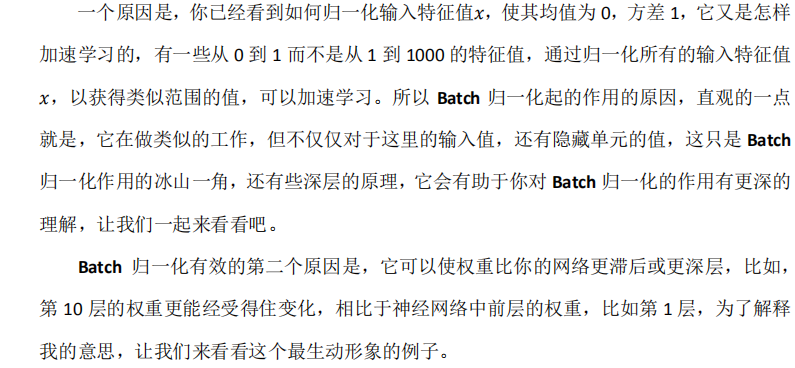 一个原因是，你已经看到如何归一化输入特征值x，使其均值为 0，方差 1，它又是怎样
加速学习的，有一些从 0 到 1 而不是从 1 到 1000 的特征值，通过归一化所有的输入特征值
x，以获得类似范围的值，可以加速学习。所以 Batch 归一化起的作用的原因，直观的一点
就是，它在做类似的工作，但不仅仅对于这里的输入值，还有隐藏单元的值，这只是 Batch
归一化作用的冰山一角，还有些深层的原理，它会有助于你对 Batch 归一化的作用有更深的
理解，让我们一起来看看吧。
Batch 归一化有效的第二个原因是，它可以使权重比你的网络更滞后或更深层，比如，
第 10 层的权重更能经受得住变化，相比于神经网络中前层的权重，比如第 1 层，为了解释
我的意思，让我们来看看这个最生动形象的例子。